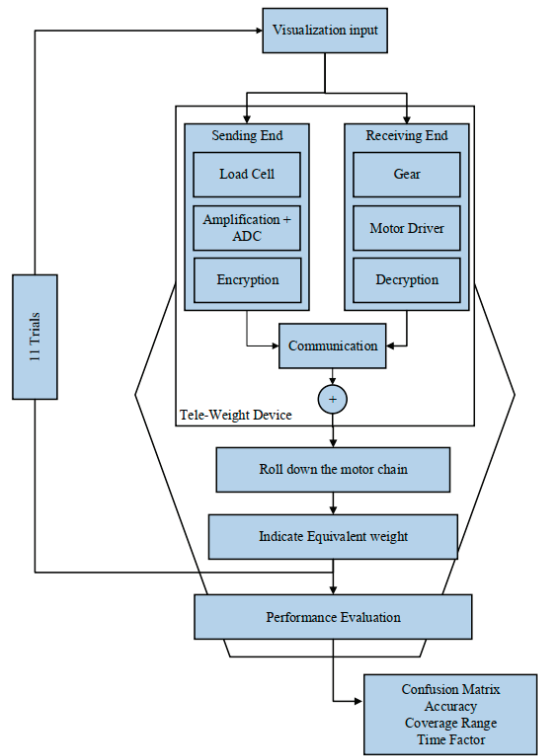 Visualization input
Sending End
Load Cell
Amplification +
ADC
Encryption
Receiving End
Gear
Motor Driver
Decryption
Communication
+
Tele-Weight Device
11 Trials
Roll down the motor chain
Indicate Equivalent weight
Performance Evaluation
Confusion Matrix
Accuracy
Coverage Range
Time Factor